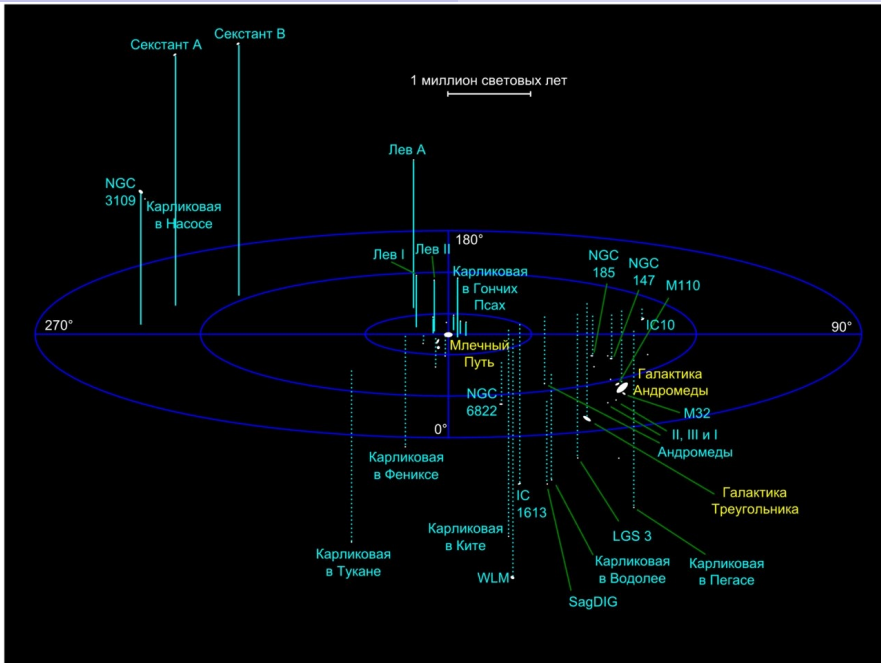 Секстант A
Секстант B
1 миллион световых лет
Лев A
NGC
3109
Карликовая
в Насосе
180°
Лев I
Лев II
Карликовая
в Гончих
Псах
NGC
185
NGC
147
M110
IC10
270°
90°
Млечный
Путь
Галактика
Андромеды
NGC
6822
M32
0°
II, III и I
Андромеды
Карликовая
в Фениксе
Галактика
Треугольника
IC
1613
LGS 3
Карликовая
в Ките
Карликовая
в Тукане
Карликовая
в Водолее
Карликовая
в Пегасе
WLM
SagDIG